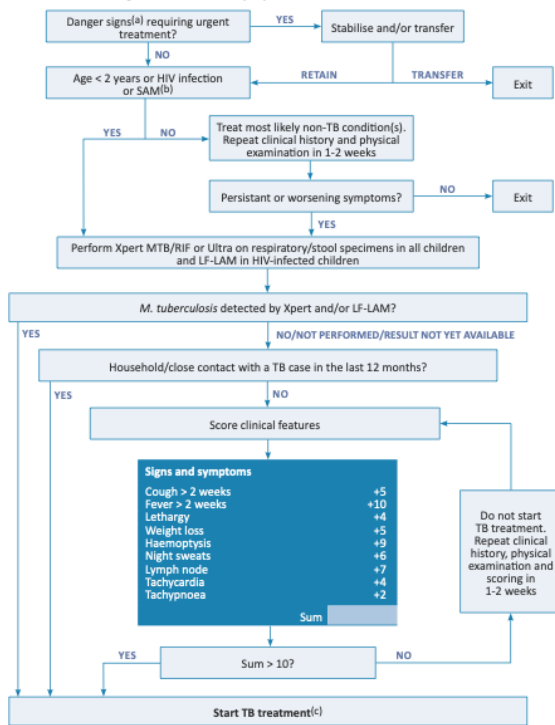 Danger signs(a) requiring urgent
treatment?
YES
Stabilise and/or transfer
NO
RETAIN
TRANSFER
Age < 2 years or HIV infection
or SAM(b)
Exit
YES
NO
Treat most likely non-TB condition(s).
Repeat clinical history and physical
examination in 1-2 weeks
Persistant or worsening symptoms?
NO
Exit
YES
Perform Xpert MTB/RIF or Ultra on respiratory/stool specimens in all children
and LF-LAM in HIV-infected children
M. tuberculosis detected by Xpert and/or LF-LAM?
YES
NO/NOT PERFORMED/RESULT NOT YET AVAILABLE
Household/close contact with a TB case in the last 12 months?
YES
NO
Score clinical features
Signs and symptoms
Cough > 2 weeks +5
Fever > 2 weeks +10
Lethargy +4
Weight loss +5
Haemoptysis +9
Night sweats +6
Lymph node +7
Tachycardia +4
Tachypnoea +2
Sum
Do not start
TB treatment.
Repeat clinical
history, physical
examination and
scoring in
1-2 weeks
YES
Sum > 10?
NO
Start TB treatment(c)